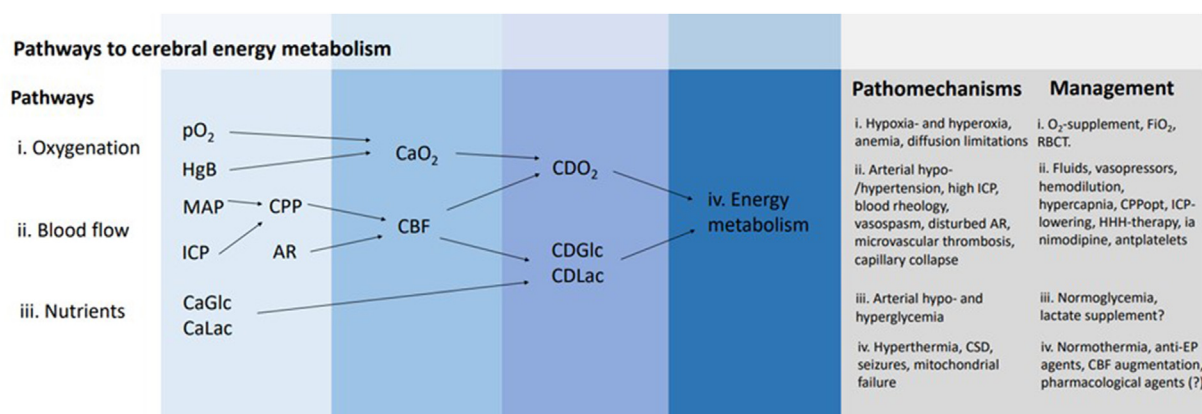 Pathways to cerebral energy metabolism
Pathways
i. Oxygenation
ii. Blood flow
iii. Nutrients
pO₂
HgB
MAP
CPP
ICP
AR
CaGlc
CaLac
CaO₂
CBF
CDO₂
CDGlc
CDLac
iv. Energy
metabolism
Pathomechanisms
i. Hypoxia- and hyperoxia,
anemia, diffusion limitations
ii. Arterial hypo-
/hypertension, high ICP,
blood rheology,
vasospasm, disturbed AR,
microvascular thrombosis,
capillary collapse
iii. Arterial hypo- and
hyperglycemia
iv. Hyperthermia, CSD,
seizures, mitochondrial
failure
Management
i. O₂-supplement, FiO₂,
RBCT.
ii. Fluids, vasopressors,
hemodilution,
hypercapnia, CPPopt, ICP-
lowering, HHH-therapy, ia
nimodipine, antplatelets
iii. Normoglycemia,
lactate supplement?
iv. Normothermia, anti-EP
agents, CBF augmentation,
pharmacological agents (?)